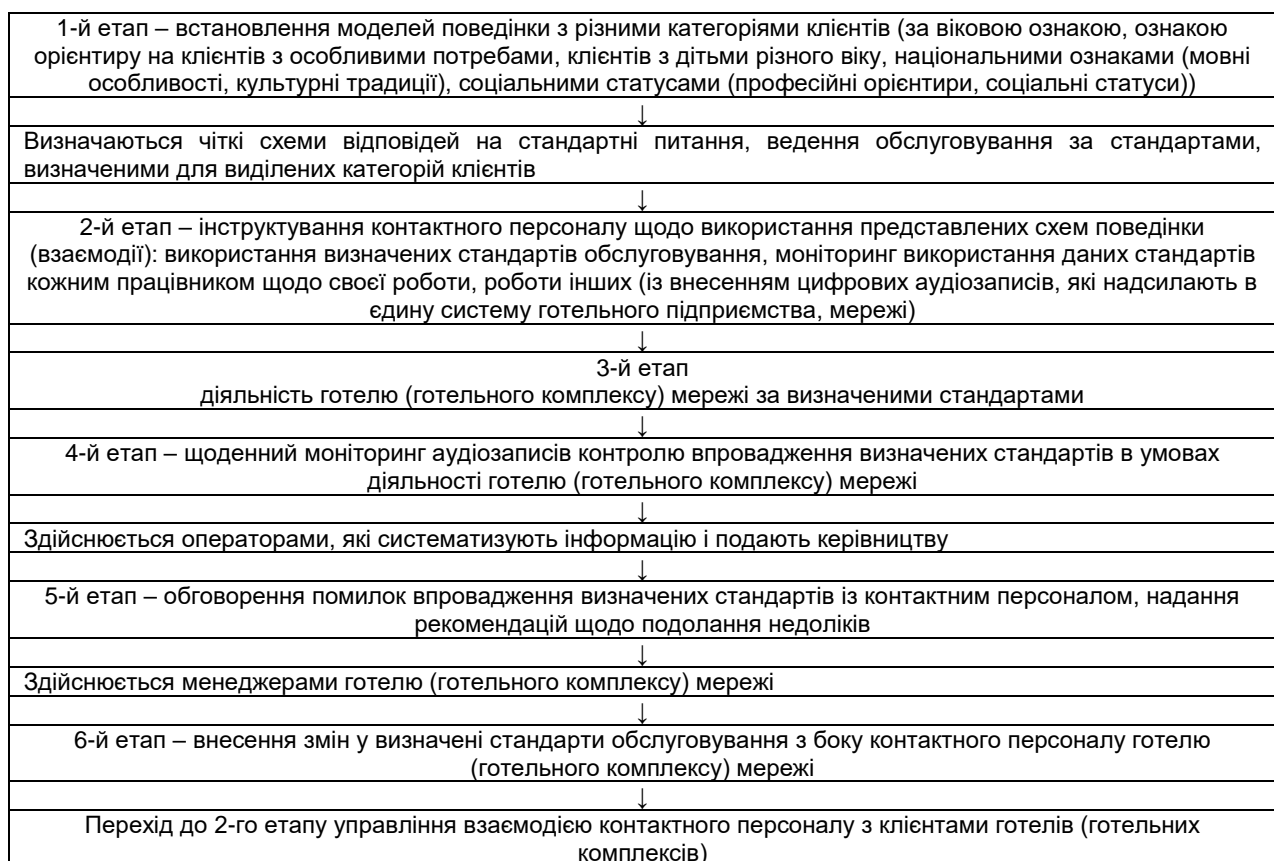 1-й етап – встановлення моделей поведінки з різними категоріями клієнтів (за віковою ознакою, ознакою
орієнтиру на клієнтів з особливими потребами, клієнтів з дітьми різного віку, національними ознаками (мовні
особливості, культурні традиції), соціальними статусами (професійні орієнтири, соціальні статуси))
↓
Визначаються чіткі схеми відповідей на стандартні питання, ведення обслуговування за стандартами,
визначеними для виділених категорій клієнтів
↓
2-й етап – інструктування контактного персоналу щодо використання представлених схем поведінки
(взаємодії): використання визначених стандартів обслуговування, моніторинг використання даних стандартів
кожним працівником щодо своєї роботи, роботи інших (із внесенням цифрових аудіозаписів, які надсилають в
єдину систему готельного підприємства, мережі)
↓
3-й етап
діяльність готелю (готельного комплексу) мережі за визначеними стандартами
↓
4-й етап – щоденний моніторинг аудіозаписів контролю впровадження визначених стандартів в умовах
діяльності готелю (готельного комплексу) мережі
↓
Здійснюється операторами, які систематизують інформацію і подають керівництву
↓
5-й етап – обговорення помилок впровадження визначених стандартів із контактним персоналом, надання
рекомендацій щодо подолання недоліків
↓
Здійснюється менеджерами готелю (готельного комплексу) мережі
↓
6-й етап – внесення змін у визначені стандарти обслуговування з боку контактного персоналу готелю
(готельного комплексу) мережі
↓
Перехід до 2-го етапу управління взаємодією контактного персоналу з клієнтами готелів (готельних
комплексів)